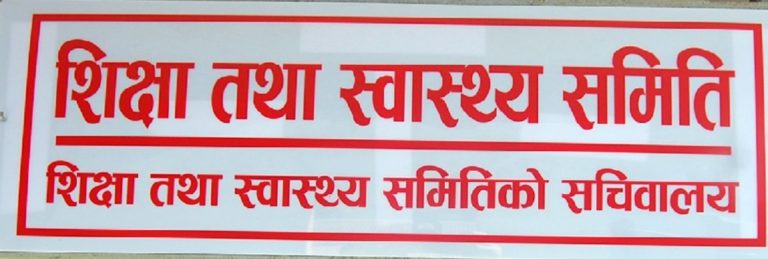 शिक्षा तथा स्वास्थ्य समिति
शिक्षा तथा स्वास्थ्य समितिको सचिवालय